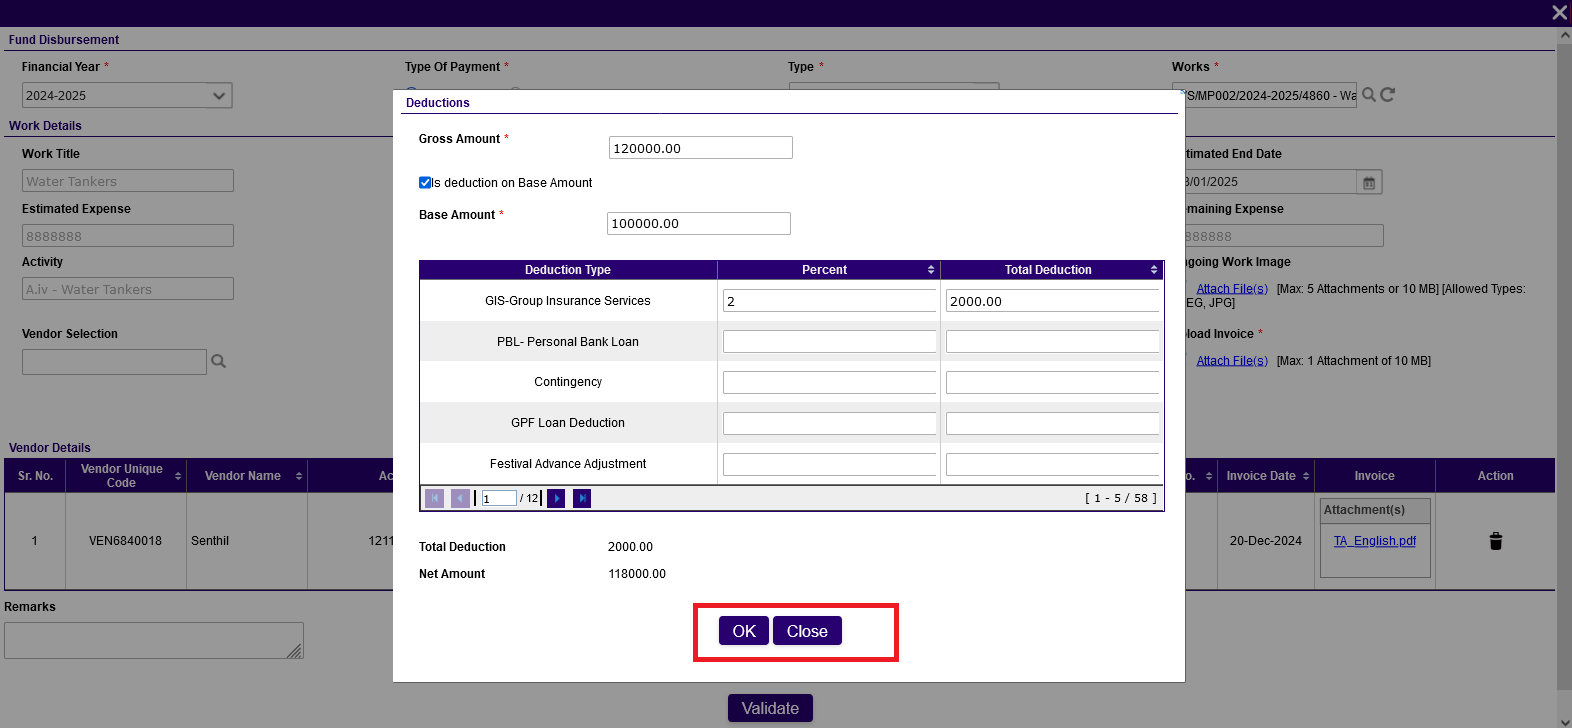 Fund Disbursement
Financial Year *
Type Of Payment *
Type *
Works *
2024-2025
S/MP002/2024-2025/4860 - Wa
Deductions
Work Details
Gross Amount *
120000.00
Work Title
timated End Date
Water Tankers
Is deduction on Base Amount
/01/2025
Estimated Expense
Base Amount *
maining Expense
8888888
100000.00
888888
Activity
Deduction Type
Percent
Total Deduction
going Work Image
A.iv - Water Tankers
GIS-Group Insurance Services
2
2000.00
Attach File(s) [Max: 5 Attachments or 10 MB] [Allowed Types:
EG, JPG]
Vendor Selection
PBL- Personal Bank Loan
load Invoice *
Attach File(s) [Max: 1 Attachment of 10 MB]
Contingency
GPF Loan Deduction
Vendor Details
Festival Advance Adjustment
Sr. No.
Vendor Unique
Code
Vendor Name
Ac
o.
Invoice Date
Invoice
Action
1 / 12
[ 1 - 5 / 58 ]
Attachment(s)
1
VEN6840018
Senthil
1211
20-Dec-2024
TA_English.pdf
Total Deduction
2000.00
Net Amount
118000.00
Remarks
OK
Close
Validate